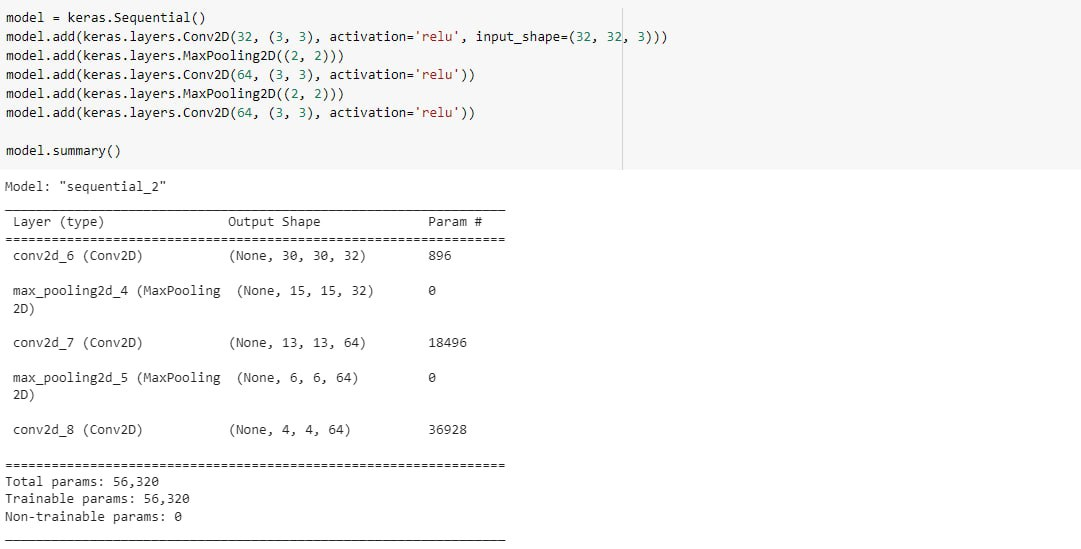 model = keras.Sequential()
model.add(keras.layers.Conv2D(32, (3, 3), activation='relu', input_shape=(32, 32, 3)))
model.add(keras.layers.MaxPooling2D((2, 2)))
model.add(keras.layers.Conv2D(64, (3, 3), activation='relu'))
model.add(keras.layers.MaxPooling2D((2, 2)))
model.add(keras.layers.Conv2D(64, (3, 3), activation='relu'))
model.summary()
Model: "sequential_2"
_________________________________________________________________
Layer (type) Output Shape Param #
=================================================================
conv2d_6 (Conv2D) (None, 30, 30, 32) 896
max_pooling2d_4 (MaxPooling (None, 15, 15, 32) 0
2D)
conv2d_7 (Conv2D) (None, 13, 13, 64) 18496
max_pooling2d_5 (MaxPooling (None, 6, 6, 64) 0
2D)
conv2d_8 (Conv2D) (None, 4, 4, 64) 36928
=================================================================
Total params: 56,320
Trainable params: 56,320
Non-trainable params: 0
_________________________________________________________________